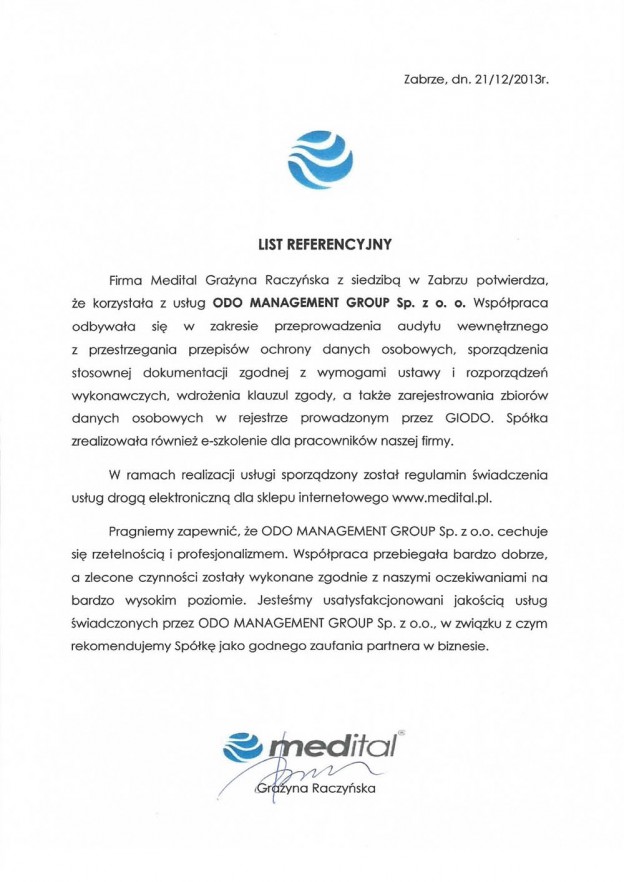 Zabrze, dn. 21/12/2013r.
LIST REFERENCYJNY
Firma Medital Grażyna Raczyńska z siedzibą w Zabrzu potwierdza,
że korzystała z usług ODO MANAGEMENT GROUP Sp. z o. o. Współpraca
odbywała się w zakresie przeprowadzenia audytu wewnętrznego
z przestrzegania przepisów ochrony danych osobowych, sporządzenia
stosownej dokumentacji zgodnej z wymogami ustawy i rozporządzeń
wykonawczych, wdrożenia klauzul zgody, a także zarejestrowania zbiorów
danych osobowych w rejestrze prowadzonym przez GIODO. Spółka
zrealizowała również e-szkolenie dla pracowników naszej firmy.
W ramach realizacji usługi sporządzony został regulamin świadczenia
usług drogą elektroniczną dla sklepu internetowego www.medital.pl.
Pragniemy zapewnić, że ODO MANAGEMENT GROUP Sp. z o.o. cechuje
się rzetelnością i profesjonalizmem. Współpraca przebiegała bardzo dobrze,
a zlecone czynności zostały wykonane zgodnie z naszymi oczekiwaniami na
bardzo wysokim poziomie. Jesteśmy usatysfakcjonowani jakością usług
świadczonych przez ODO MANAGEMENT GROUP Sp. z o.o., w związku z czym
rekomendujemy Spółkę jako godnego zaufania partnera w biznesie.
medital®
Grażyna Raczyńska